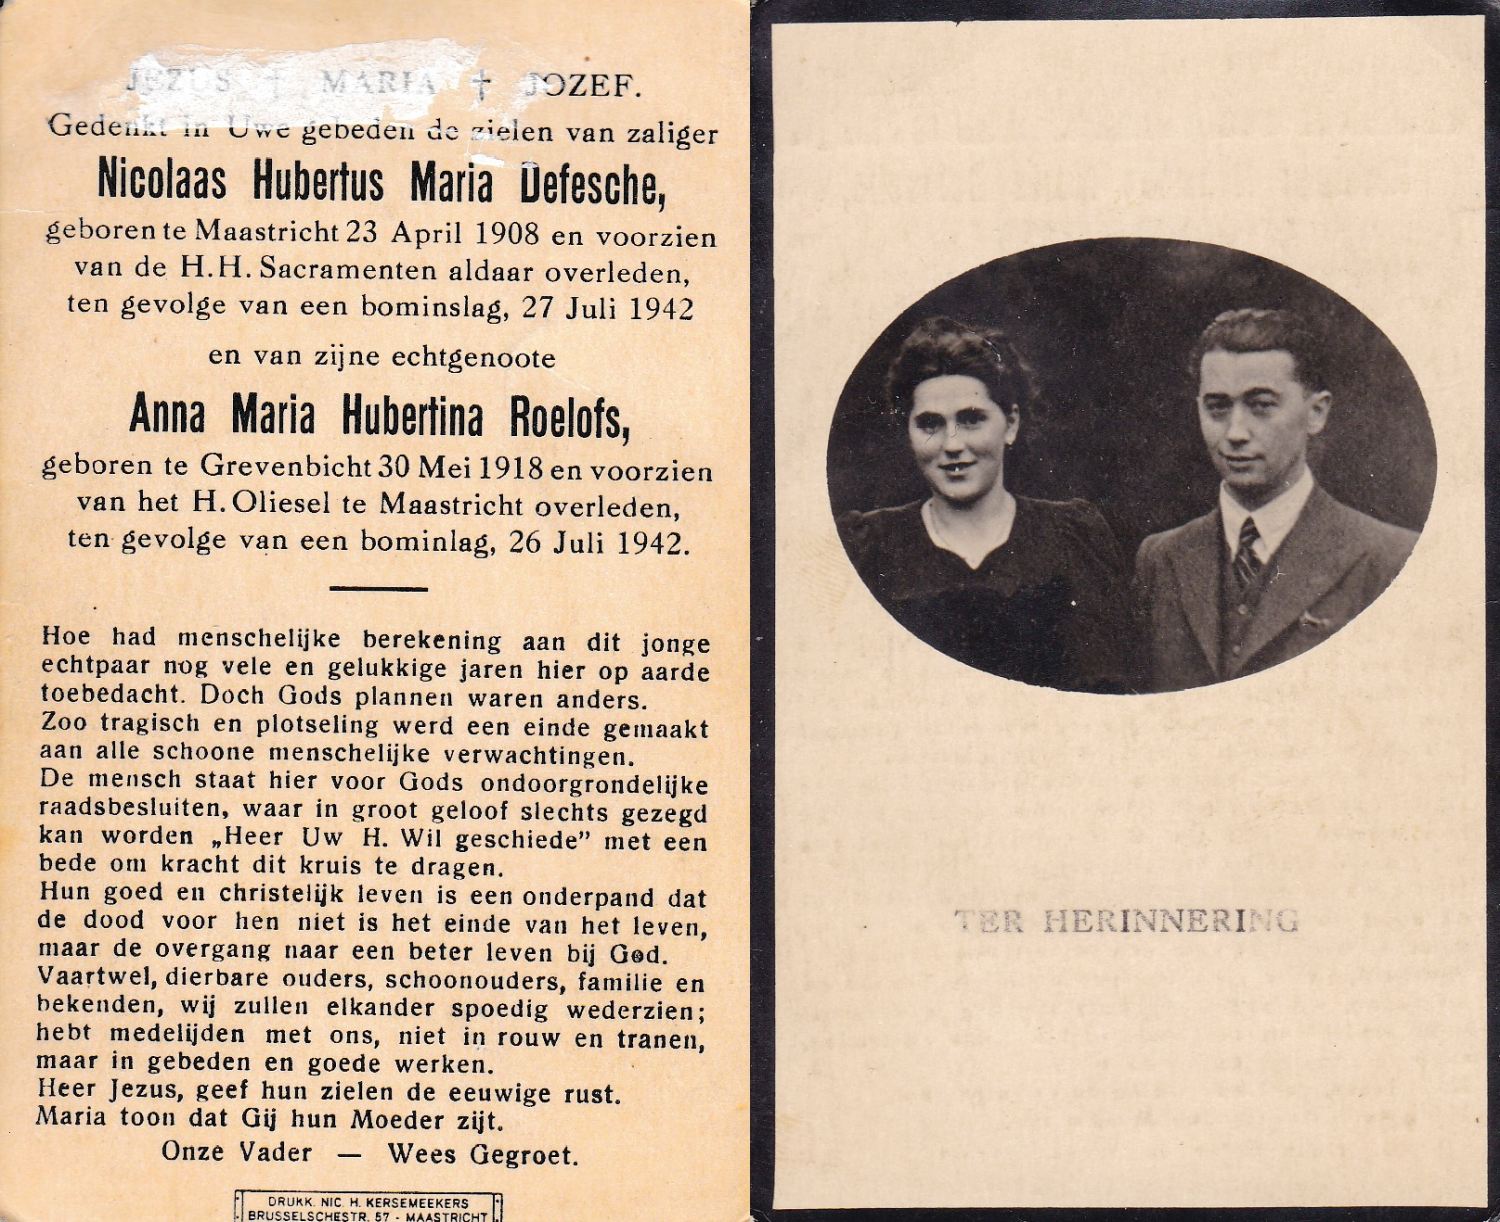 JEZUS † MARIA † JOZEF.
Gedenkt in Uwe gebeden de zielen van zaliger
Nicolaas Hubertus Maria Defesche,
geboren te Maastricht 23 April 1908 en voorzien
van de H.H. Sacramenten aldaar overleden,
ten gevolge van een bominslag, 27 Juli 1942
en van zijne echtgenoote
Anna Maria Hubertina Roelofs,
geboren te Grevenbicht 30 Mei 1918 en voorzien
van het H. Oliesel te Maastricht overleden,
ten gevolge van een bominlag, 26 Juli 1942.
Hoe had menschelijke berekening aan dit jonge
echtpaar nog vele en gelukkige jaren hier op aarde
toebedacht. Doch Gods plannen waren anders.
Zoo tragisch en plotseling werd een einde gemaakt
aan alle schoone menschelijke verwachtingen.
De mensch staat hier voor Gods ondoorgrondelijke
raadsbesluiten, waar in groot geloof slechts gezegd
kan worden „Heer Uw H. Wil geschiede” met een
bede om kracht dit kruis te dragen.
Hun goed en christelijk leven is een onderpand dat
de dood voor hen niet is het einde van het leven,
maar de overgang naar een beter leven bij God.
Vaartwel, dierbare ouders, schoonouders, familie en
bekenden, wij zullen elkander spoedig wederzien;
hebt medelijden met ons, niet in rouw en tranen,
maar in gebeden en goede werken.
Heer Jezus, geef hun zielen de eeuwige rust.
Maria toon dat Gij hun Moeder zijt.
Onze Vader — Wees Gegroet.
DRUKK. NIC. H. KERSEMEEKERS
BRUSSELSCHESTR. 57 - MAASTRICHT
TER HERINNERING